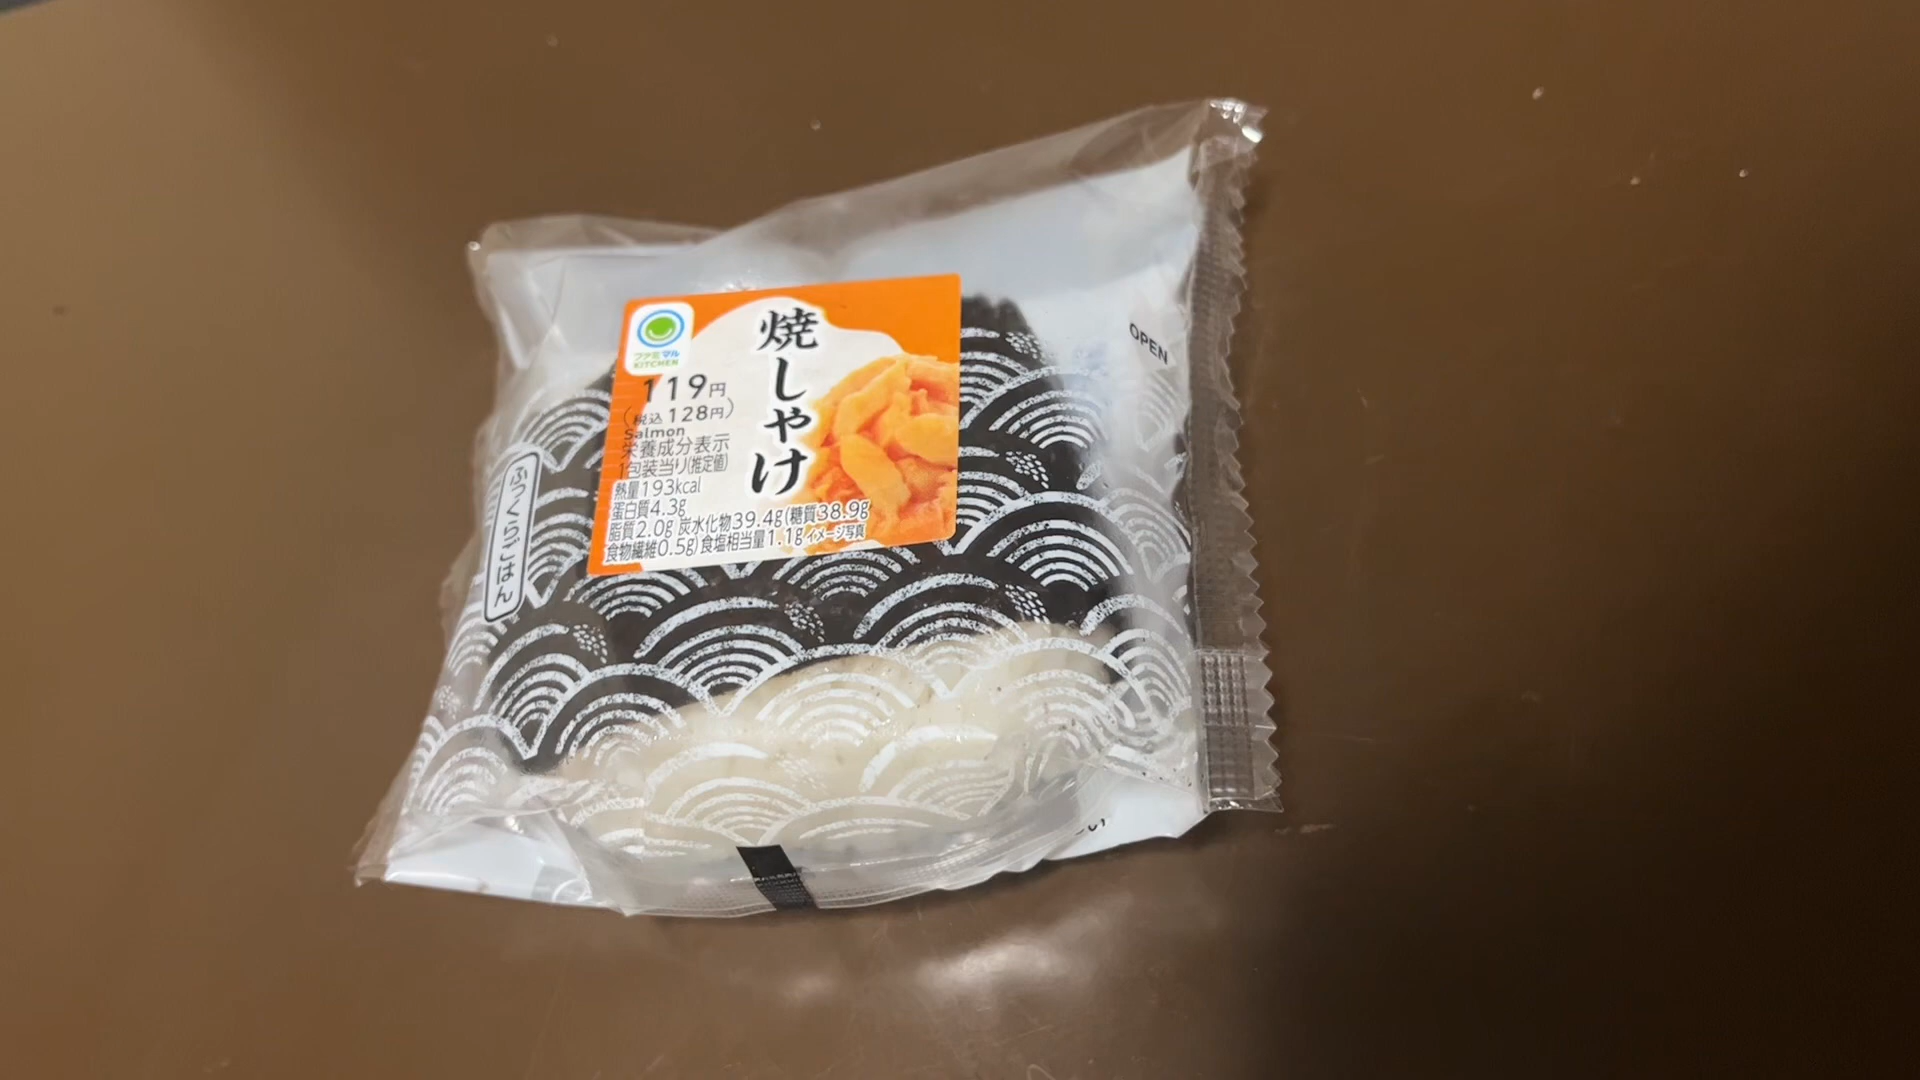 ファミマル
KITCHEN
焼しゃけ
119円
(税込128円)
Salmon
栄養成分表示
1包装当り(推定値)
熱量193kcal
蛋白質4.3g
脂質2.0g 炭水化物39.4g(糖質38.9g
食物繊維0.5g) 食塩相当量1.1g イメージ写真
ふっくらごはん
OPEN